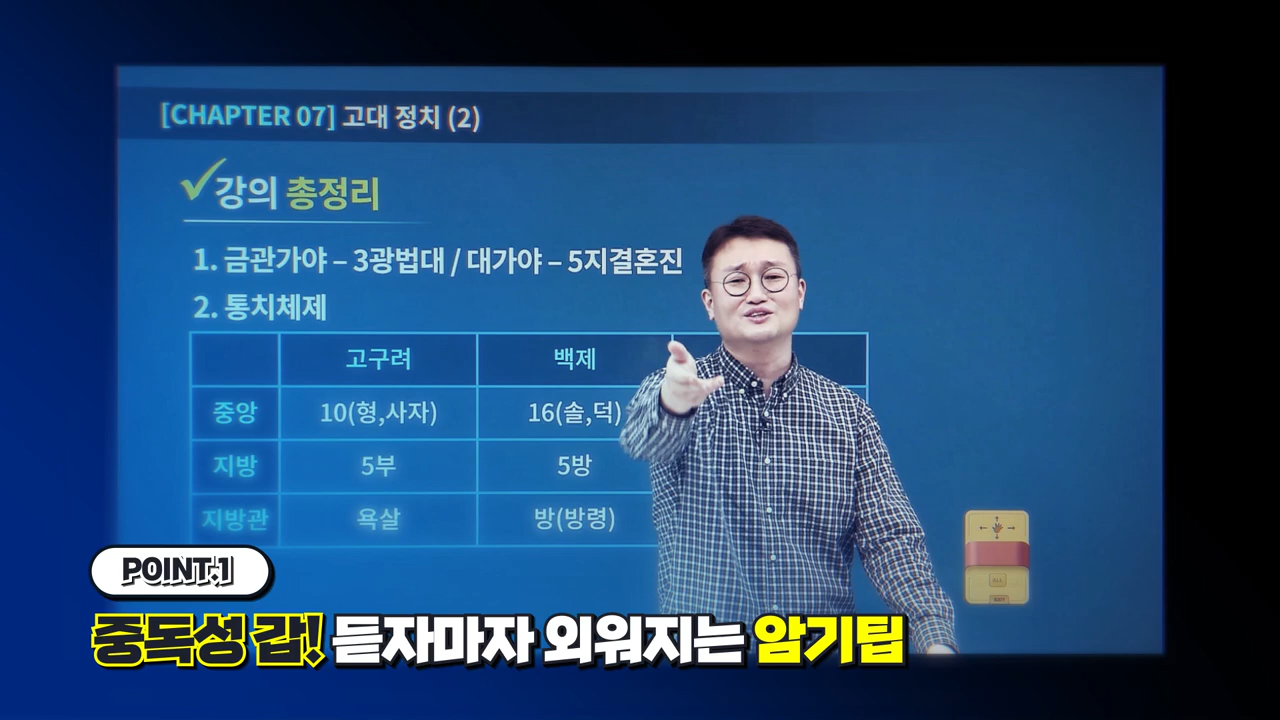 [CHAPTER 07] 고대 정치 (2)
강의 총정리
1. 금관가야 – 3광법대 / 대가야 – 5지결혼진
2. 통치체제
고구려 백제
중앙 10(형,사자) 16(솔,덕)
지방 5부 5방
지방관 욕살 방(방령)
ALL
POINT.1
중독성 갑! 듣자마자 외워지는 암기팁